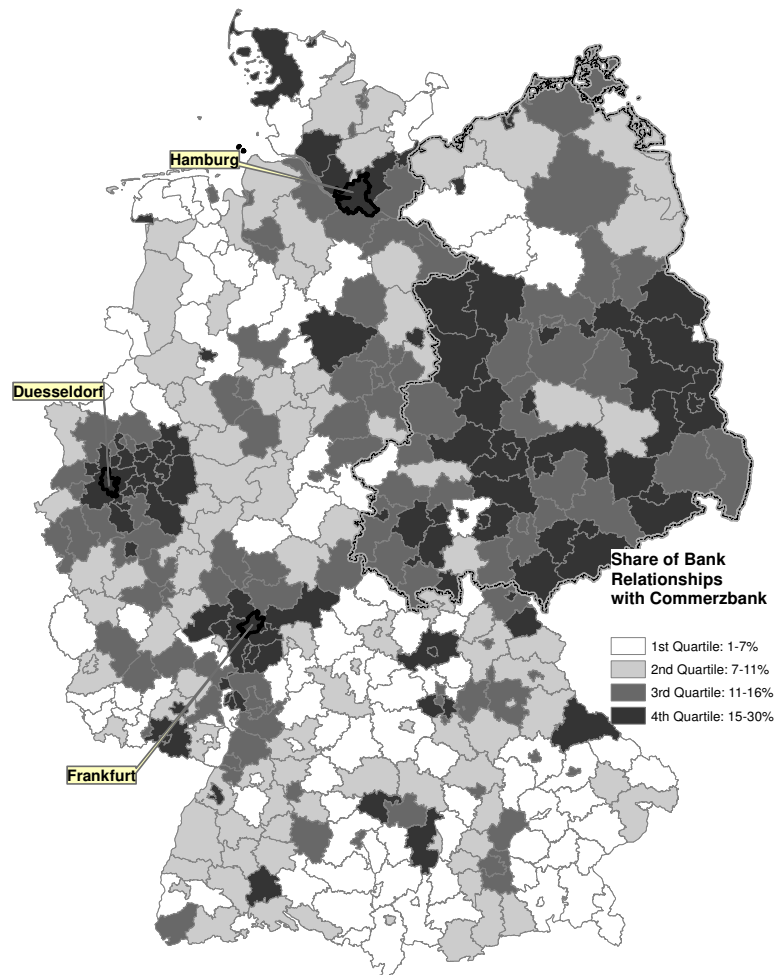 Hamburg
Duesseldorf
Share of Bank
Relationships
with Commerzbank
1st Quartile: 1-7%
2nd Quartile: 7-11%
3rd Quartile: 11-16%
4th Quartile: 15-30%
Frankfurt